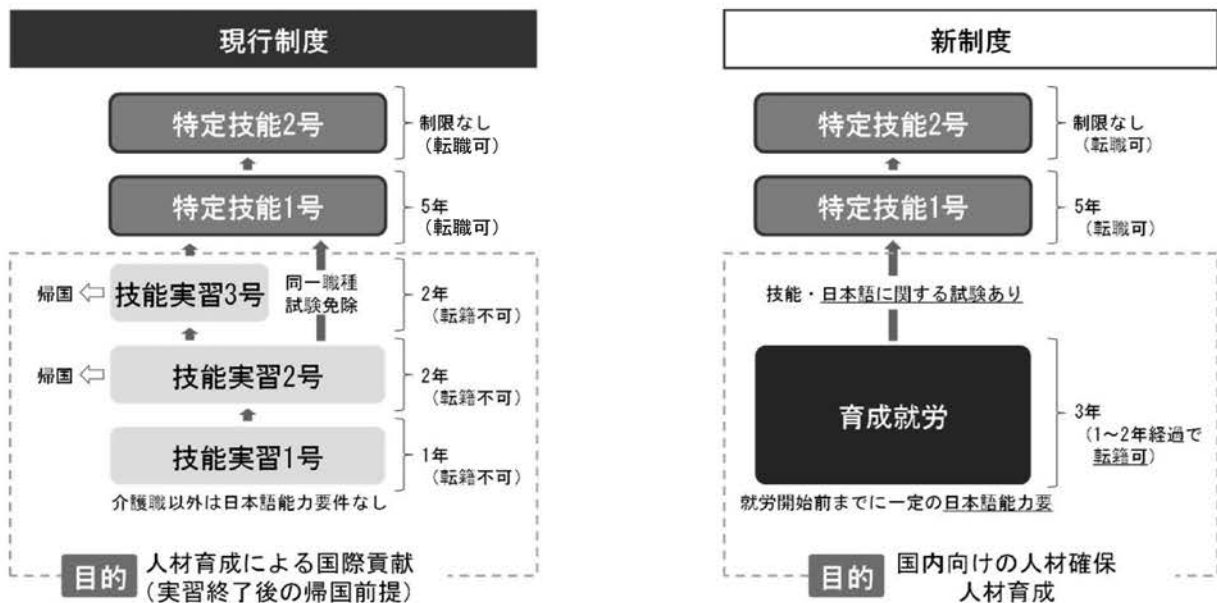 現行制度
特定技能2号
制限なし
(転職可)
特定技能1号
5年
(転職可)
帰国
技能実習3号
同一職種
試験免除
2年
(転籍不可)
帰国
技能実習2号
2年
(転籍不可)
技能実習1号
1年
(転籍不可)
介護職以外は日本語能力要件なし
目的
人材育成による国際貢献
(実習終了後の帰国前提)
新制度
特定技能2号
制限なし
(転職可)
特定技能1号
5年
(転職可)
技能・日本語に関する試験あり
育成就労
3年
(1~2年経過で
転籍可)
就労開始前までに一定の日本語能力要
目的
国内向けの人材確保
人材育成